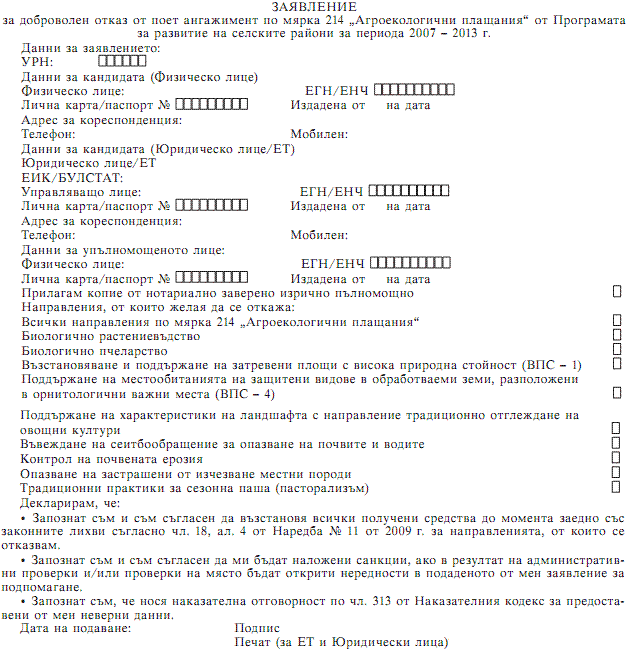 ЗАЯВЛЕНИЕ
за доброволен отказ от поет ангажимент по мярка 214 „Агроекологични плащания“ от Програмата
за развитие на селските райони за периода 2007 – 2013 г.
Данни за заявлението:
УРН:
Данни за кандидата (Физическо лице)
Физическо лице: ЕГН/ЕНЧ
Лична карта/паспорт № Издадена от на дата
Адрес за кореспонденция:
Телефон: Мобилен:
Данни за кандидата (Юридическо лице/ЕТ)
Юридическо лице/ЕТ
ЕИК/БУЛСТАТ:
Управляващо лице: ЕГН/ЕНЧ
Лична карта/паспорт № Издадена от на дата
Адрес за кореспонденция:
Телефон: Мобилен:
Данни за упълномощеното лице:
Физическо лице: ЕГН/ЕНЧ
Лична карта/паспорт № Издадена от на дата
Прилагам копие от нотариално заверено изрично пълномощно
Направления, от които желая да се откажа:
Всички направления по мярка 214 „Агроекологични плащания“
Биологично растениевъдство
Биологично пчеларство
Възстановяване и поддържане на затревени площи с висока природна стойност (ВПС – 1)
Поддържане на местообитанията на защитени видове в обработваеми земи, разположени
в орнитологични важни места (ВПС – 4)
Поддържане на характеристики на ландшафта с направление традиционно отглеждане на
овощни култури
Въвеждане на сеитбообращение за опазване на почвите и водите
Контрол на почвената ерозия
Опазване на застрашени от изчезване местни породи
Традиционни практики за сезонна паша (пасторализъм)
Декларирам, че:
• Запознат съм и съм съгласен да възстановя всички получени средства до момента заедно със
законните лихви съгласно чл. 18, ал. 4 от Наредба № 11 от 2009 г. за направленията, от които се
отказвам.
• Запознат съм и съм съгласен да ми бъдат наложени санкции, ако в резултат на административ-
ни проверки и/или проверки на място бъдат открити нередности в подаденото от мен заявление за
подпомагане.
• Запознат съм, че нося наказателна отговорност по чл. 313 от Наказателния кодекс за предоста-
вени от мен неверни данни.
Дата на подаване: Подпис
Печат (за ЕТ и Юридически лица)